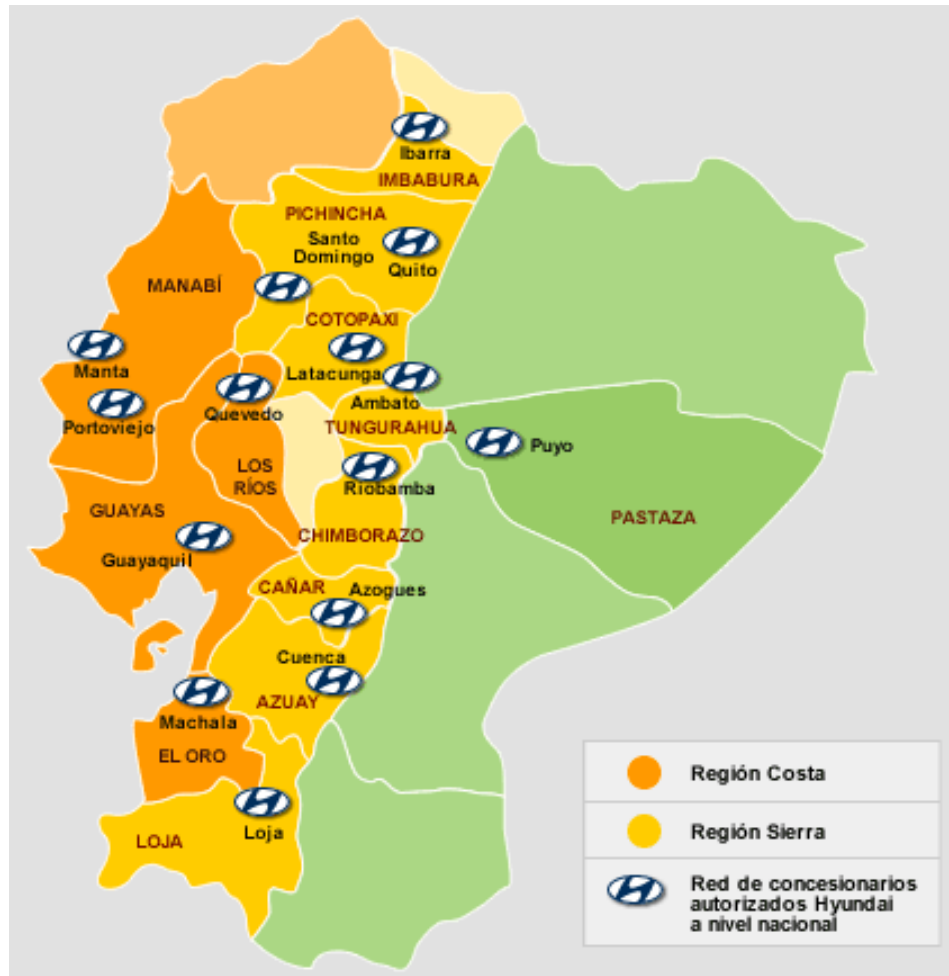 Ibarra
IMBABURA
PICHINCHA
Santo
Domingo
Quito
MANABÍ
COTOPAXI
Manta
Latacunga
Ambato
Portoviejo
Quevedo
TUNGURAHUA
Puyo
LOS
RÍOS
Riobamba
GUAYAS
PASTAZA
Guayaquil
CHIMBORAZO
CAÑAR
Azogues
Cuenca
AZUAY
Machala
EL ORO
Loja
LOJA
Región Costa
Región Sierra
Red de concesionarios
autorizados Hyundai
a nivel nacional